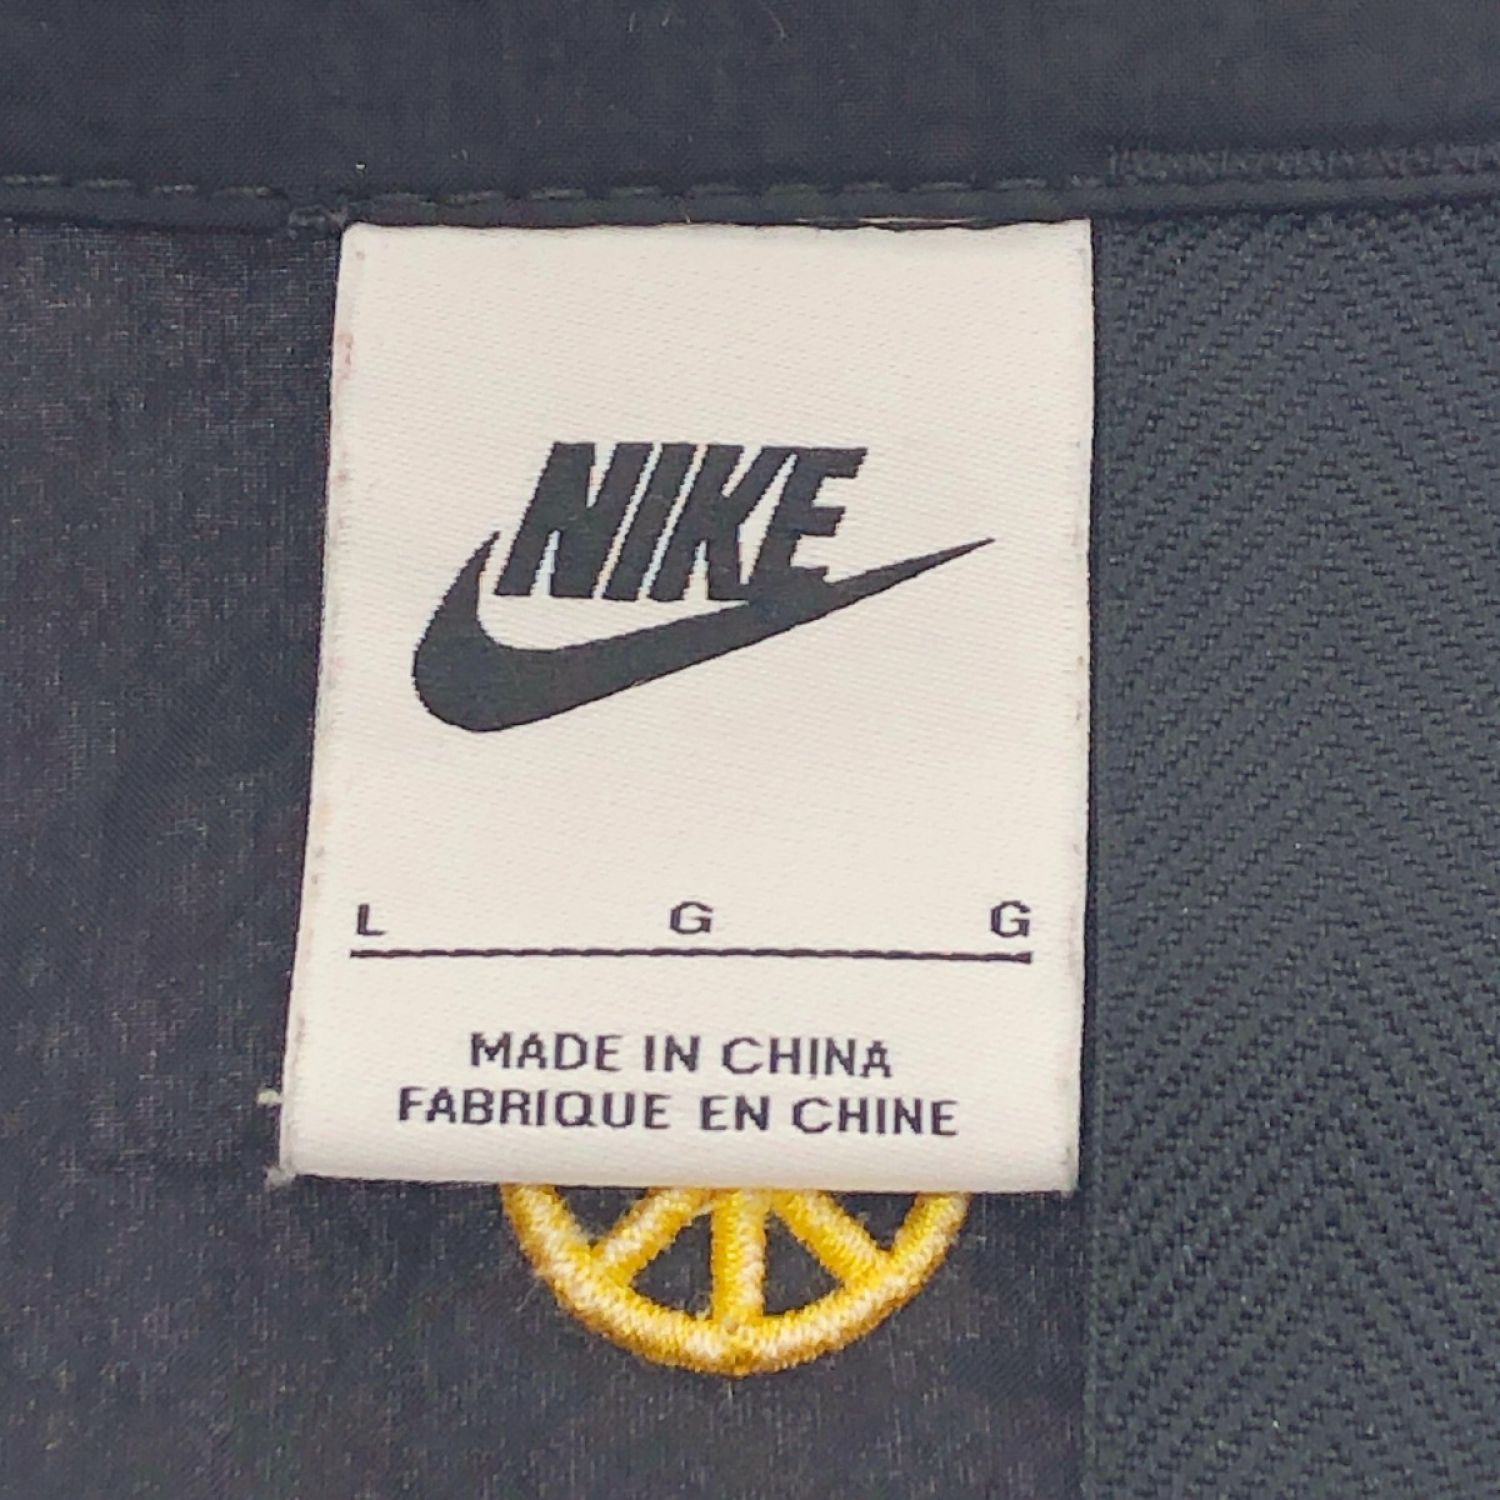 NIKE
L G G
MADE IN CHINA
FABRIQUE EN CHINE